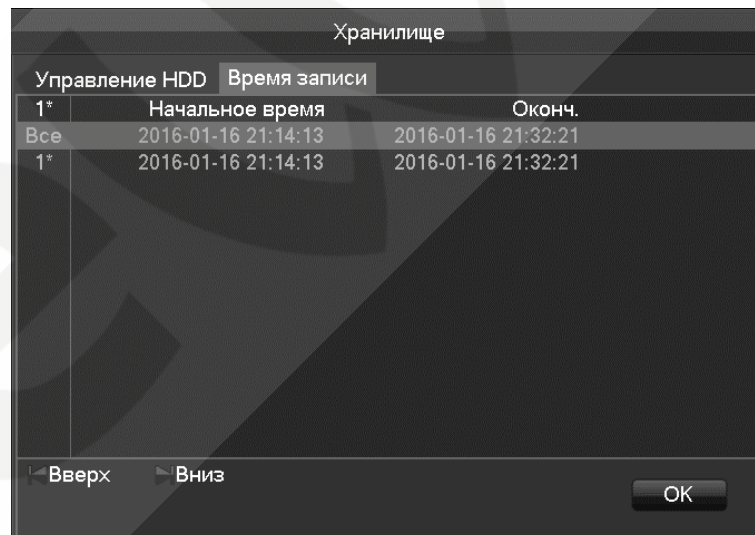 Хранилище
Управление HDD Время записи
1* Начальное время Оконч.
Все 2016-01-16 21:14:13 2016-01-16 21:32:21
1* 2016-01-16 21:14:13 2016-01-16 21:32:21
Вверх Вниз
OK